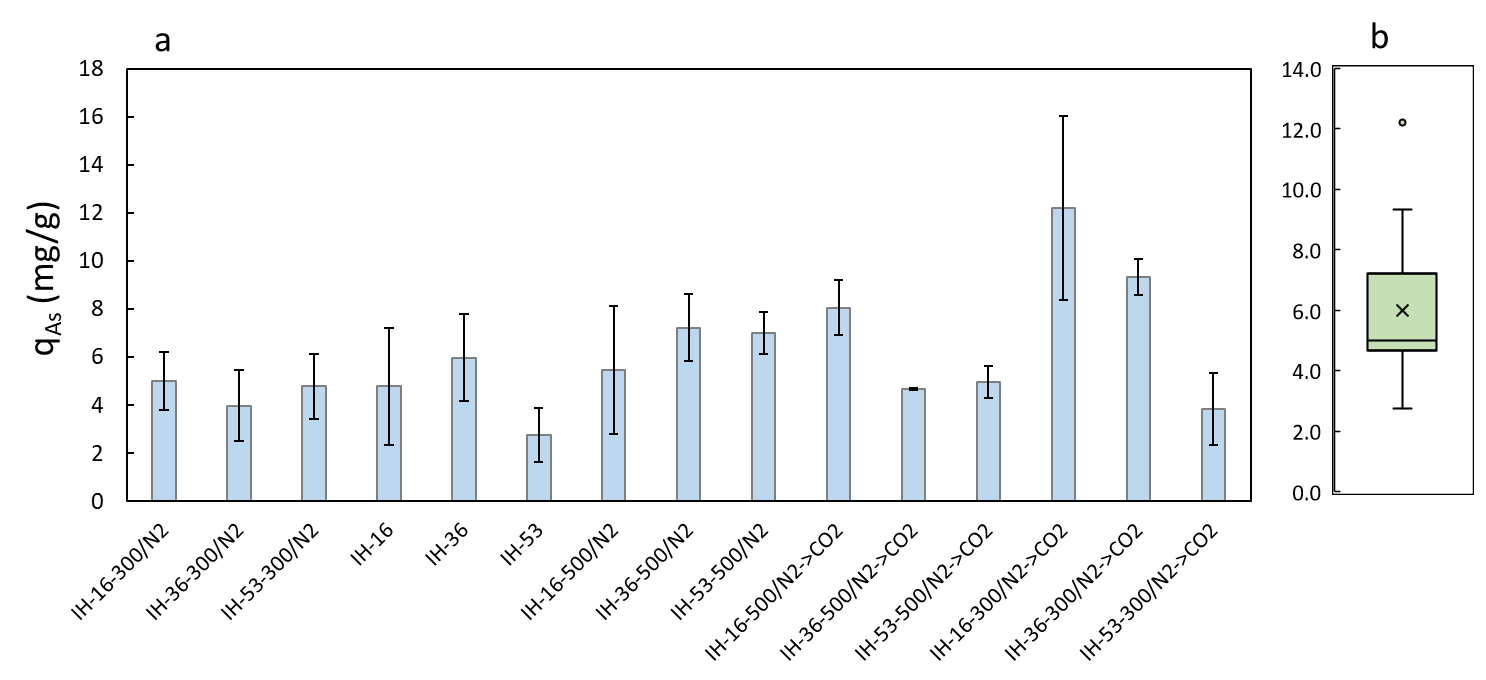 a
b
qAs (mg/g)
18
16
14
12
10
8
6
4
2
0
IH-16-300/N2
IH-36-300/N2
IH-53-300/N2
IH-16
IH-36
IH-53
IH-16-500/N2
IH-36-500/N2
IH-53-500/N2
IH-16-500/N2->CO2
IH-36-500/N2->CO2
IH-53-500/N2->CO2
IH-16-300/N2->CO2
IH-36-300/N2->CO2
IH-53-300/N2->CO2
14.0
12.0
10.0
8.0
6.0
4.0
2.0
0.0